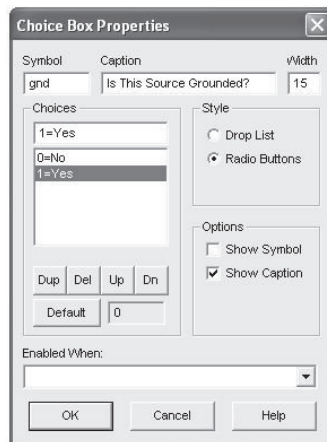 Choice Box Properties
Symbol Caption Width
gnd Is This Source Grounded? 15
Choices
1=Yes
0=No
1=Yes
Dup Del Up Dn
Default 0
Style
Drop List
Radio Buttons
Options
Show Symbol
Show Caption
Enabled When:
OK Cancel Help